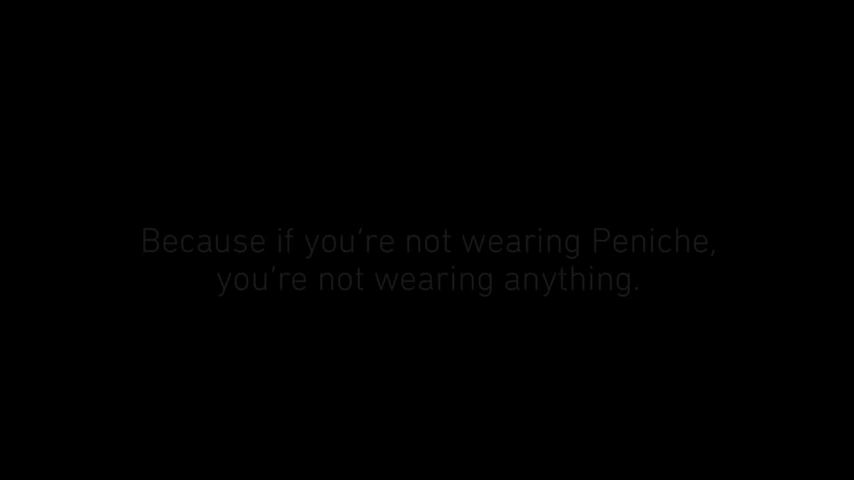 Because if you’re not wearing Peniche,
you’re not wearing anything.